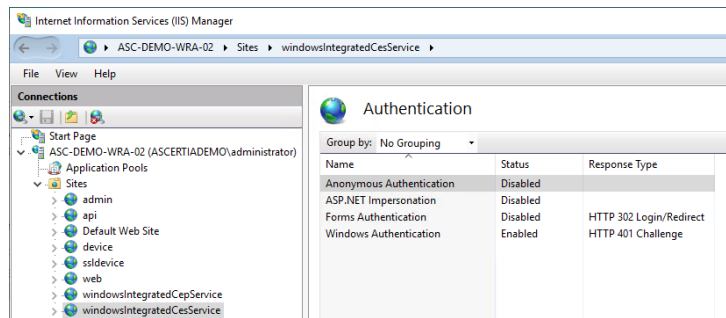 Internet Information Services (IIS) Manager
ASC-DEMO-WRA-02 Sites windowsIntegratedCesService
File View Help
Connections
Start Page
ASC-DEMO-WRA-02 (ASCERTIADEMO\administrator)
Application Pools
Sites
admin
api
Default Web Site
device
ssldevice
web
windowsIntegratedCepService
windowsIntegratedCesService
Authentication
Group by: No Grouping
Name Status Response Type
Anonymous Authentication Disabled
ASP.NET Impersonation Disabled
Forms Authentication Disabled HTTP 302 Login/Redirect
Windows Authentication Enabled HTTP 401 Challenge